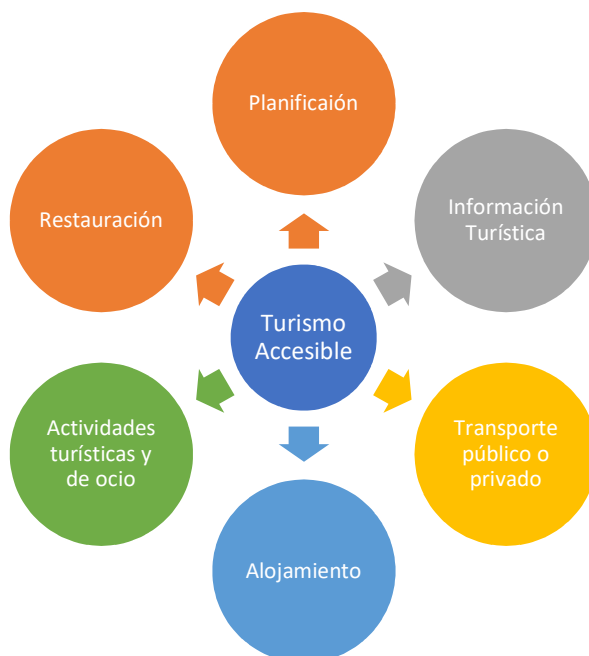 Planificaión
Información
Turística
Restauración
Turismo
Accesible
Actividades
turísticas y
de ocio
Transporte
público o
privado
Alojamiento